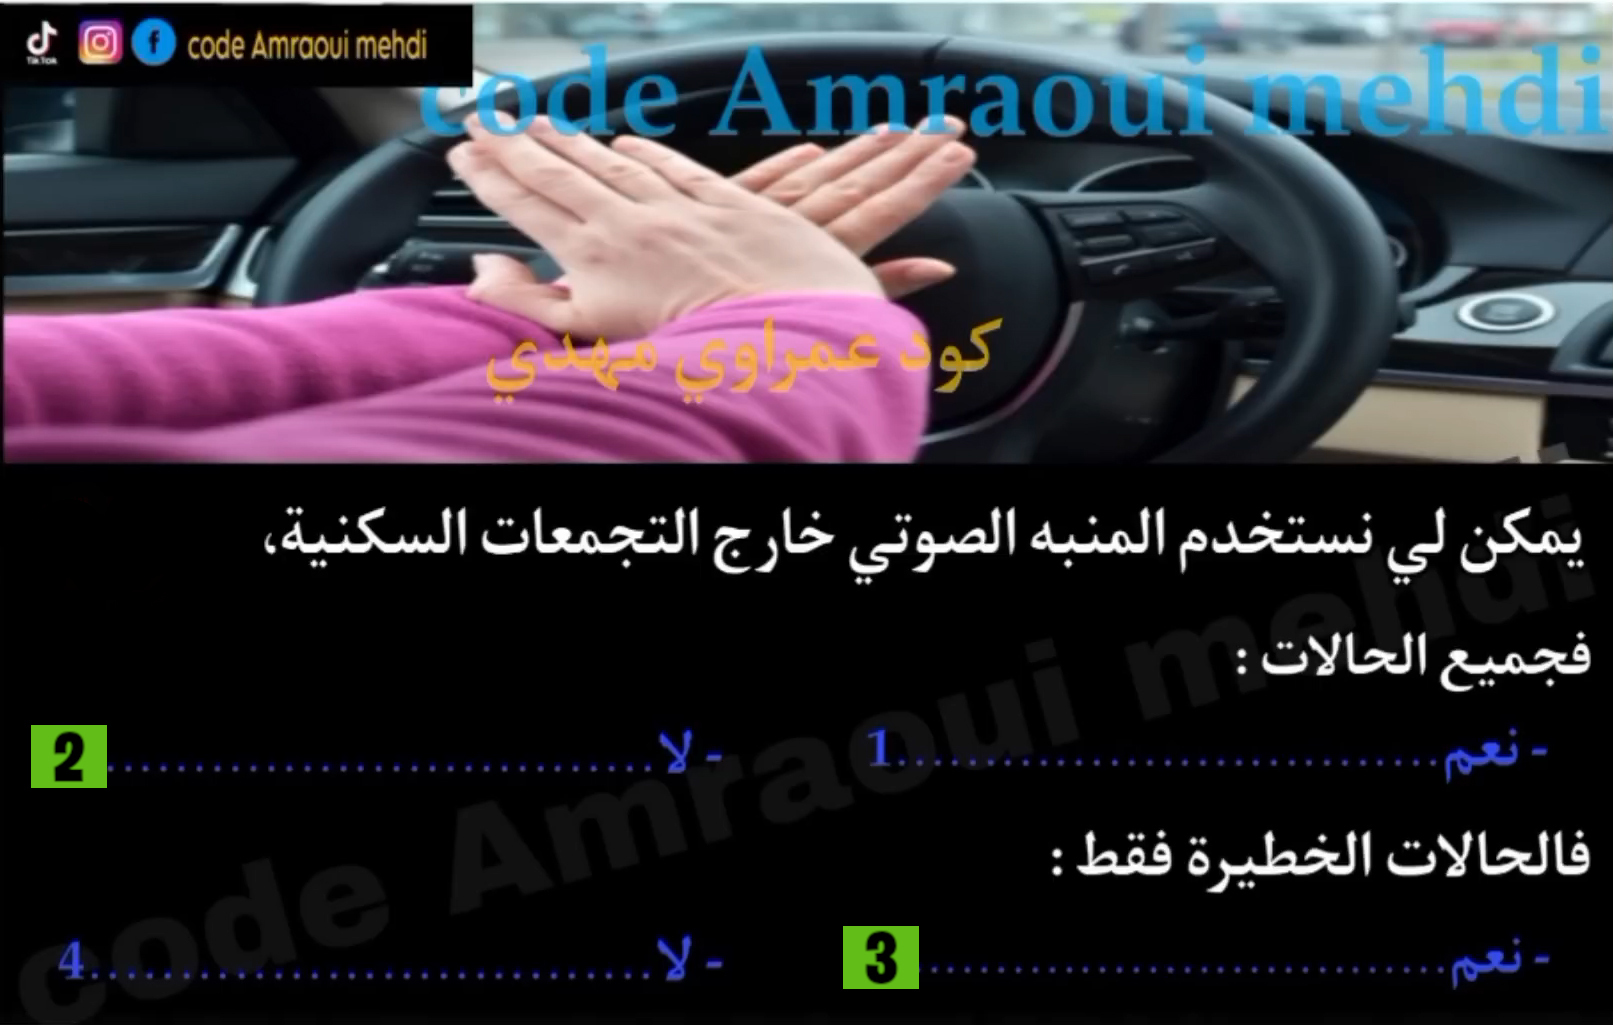 TikTok
code Amraoui mehdi
code Amraoui mehdi
كود عمراوي مهدي
يمكن لي نستخدم المنبه الصوتي خارج التجمعات السكنية،
فجميع الحالات :
- نعم..............................1 - لا..............................2
فالحالات الخطيرة فقط :
- نعم..............................3 - لا..............................4
code Amraoui mehdi